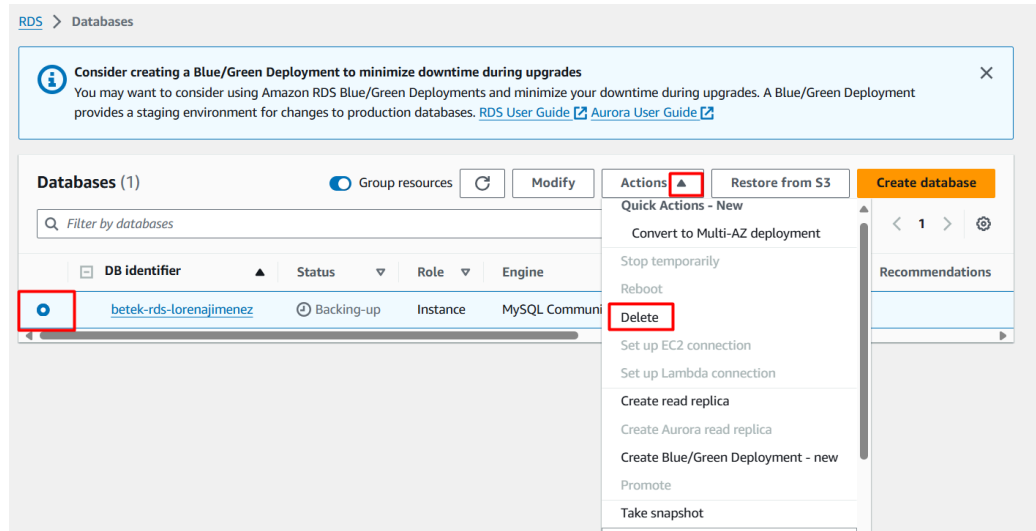 RDS > Databases
Consider creating a Blue/Green Deployment to minimize downtime during upgrades
You may want to consider using Amazon RDS Blue/Green Deployments and minimize your downtime during upgrades. A Blue/Green Deployment
provides a staging environment for changes to production databases. RDS User Guide Aurora User Guide
Databases (1)
Group resources
Modify
Actions
Restore from S3
Create database
Filter by databases
1
DB identifier
Status
Role
Engine
Recommendations
betek-rds-lorenajimenez
Backing-up
Instance
MySQL Communi
Quick Actions - New
Convert to Multi-AZ deployment
Stop temporarily
Reboot
Delete
Set up EC2 connection
Set up Lambda connection
Create read replica
Create Aurora read replica
Create Blue/Green Deployment - new
Promote
Take snapshot